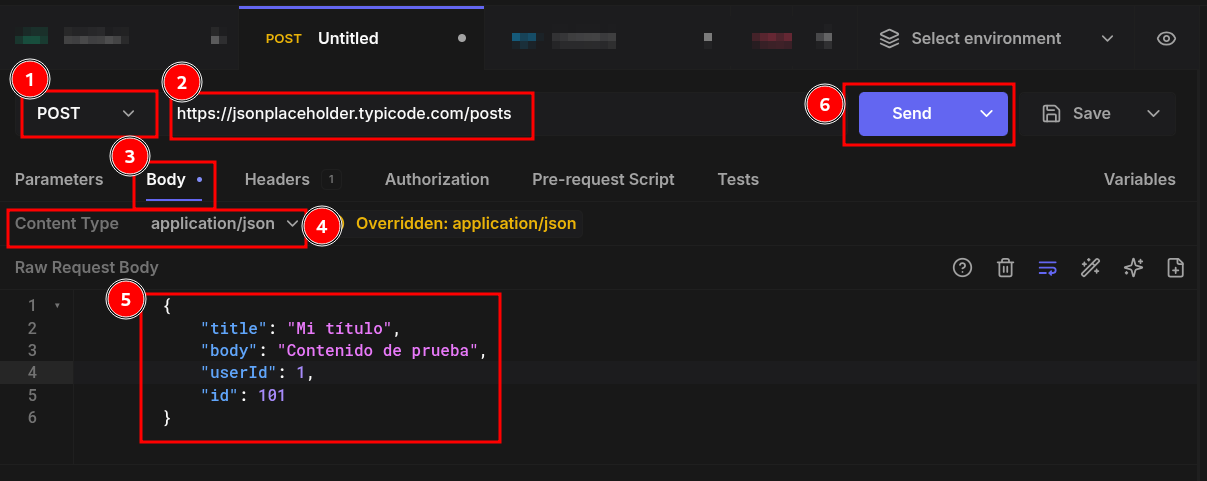 POST Untitled Select environment
1 2
POST https://jsonplaceholder.typicode.com/posts 6 Send Save
3
Parameters Body Headers 1 Authorization Pre-request Script Tests Variables
Content Type application/json 4 Overridden: application/json
Raw Request Body
5
1 {
2 "title": "Mi título",
3 "body": "Contenido de prueba",
4 "userId": 1,
5 "id": 101
6 }